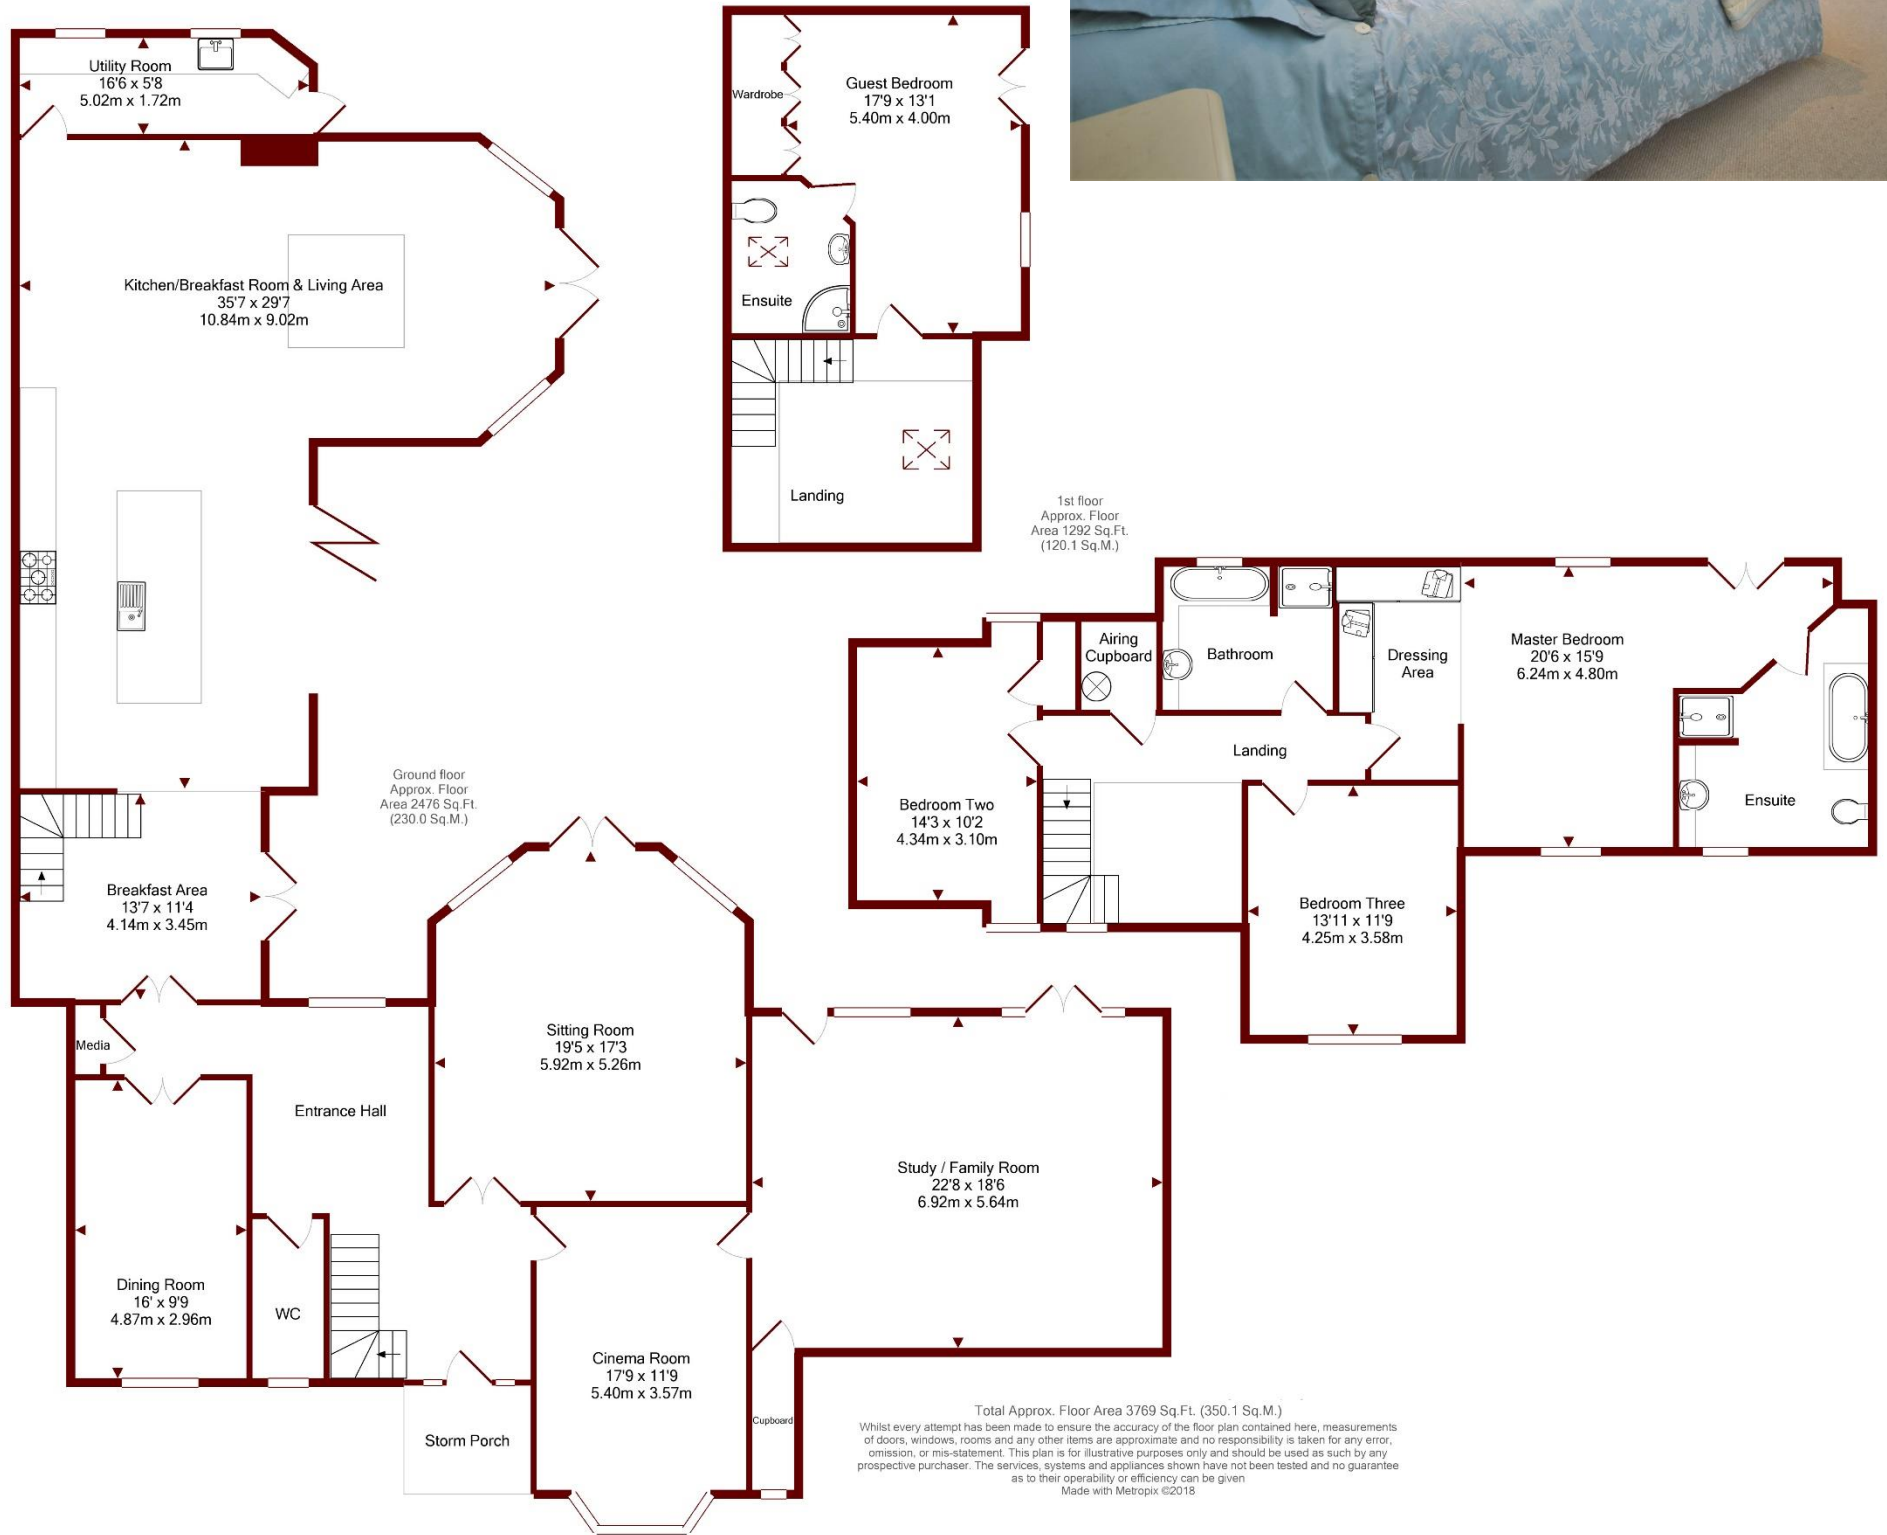 Utility Room
16'6 x 5'8
5.02m x 1.72m
Kitchen/Breakfast Room & Living Area
35'7 x 29'7
10.84m x 9.02m
Breakfast Area
13'7 x 11'4
4.14m x 3.45m
Ground floor
Approx. Floor
Area 2476 Sq.Ft.
(230.0 Sq.M.)
Media
Entrance Hall
Dining Room
16' x 9'9
4.87m x 2.96m
WC
Storm Porch
Sitting Room
19'5 x 17'3
5.92m x 5.26m
Cinema Room
17'9 x 11'9
5.40m x 3.57m
Study / Family Room
22'8 x 18'6
6.92m x 5.64m
Cupboard
Wardrobe
Guest Bedroom
17'9 x 13'1
5.40m x 4.00m
Ensuite
Landing
1st floor
Approx. Floor
Area 1292 Sq.Ft.
(120.1 Sq.M.)
Bedroom Two
14'3 x 10'2
4.34m x 3.10m
Airing
Cupboard
Bathroom
Landing
Dressing
Area
Master Bedroom
20'6 x 15'9
6.24m x 4.80m
Ensuite
Bedroom Three
13'11 x 11'9
4.25m x 3.58m
Total Approx. Floor Area 3769 Sq.Ft. (350.1 Sq.M.)
Whilst every attempt has been made to ensure the accuracy of the floor plan contained here, measurements
of doors, windows, rooms and any other items are approximate and no responsibility is taken for any error,
omission, or mis-statement. This plan is for illustrative purposes only and should be used as such by any
prospective purchaser. The services, systems and appliances shown have not been tested and no guarantee
as to their operability or efficiency can be given
Made with Metropix ©2018